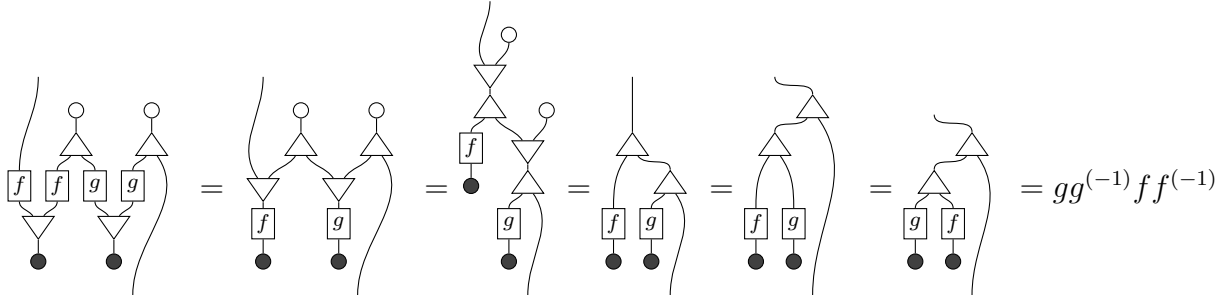 f f g g = f g = f g = f g = f g = g f = gg^{(-1)} ff^{(-1)}